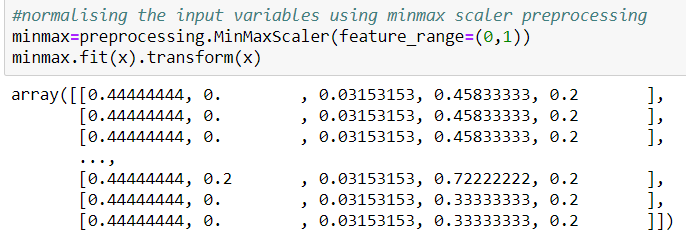 #normalising the input variables using minmax scaler preprocessing
minmax=preprocessing.MinMaxScaler(feature_range=(0,1))
minmax.fit(x).transform(x)
array([[0.44444444, 0.        , 0.03153153, 0.45833333, 0.2       ],
       [0.44444444, 0.        , 0.03153153, 0.45833333, 0.2       ],
       [0.44444444, 0.        , 0.03153153, 0.45833333, 0.2       ],
       ...,
       [0.44444444, 0.2       , 0.03153153, 0.72222222, 0.2       ],
       [0.44444444, 0.        , 0.03153153, 0.33333333, 0.2       ],
       [0.44444444, 0.        , 0.03153153, 0.33333333, 0.2       ]])